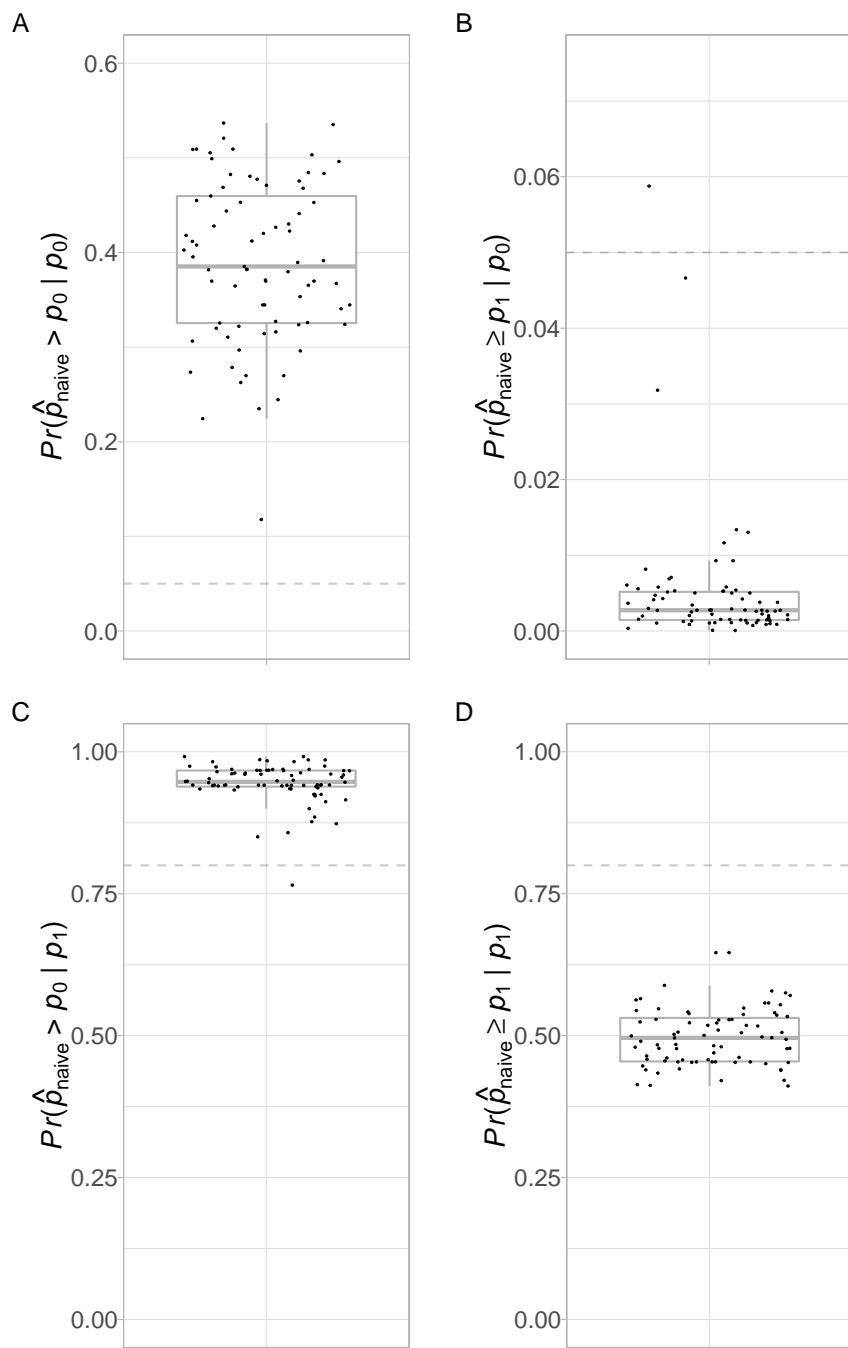 A
Pr(p̂naive > p0 | p0)
0.6
0.4
0.2
0.0
B
Pr(p̂naive ≥ p1 | p0)
0.06
0.04
0.02
0.00
C
Pr(p̂naive > p0 | p1)
1.00
0.75
0.50
0.25
0.00
D
Pr(p̂naive ≥ p1 | p1)
1.00
0.75
0.50
0.25
0.00